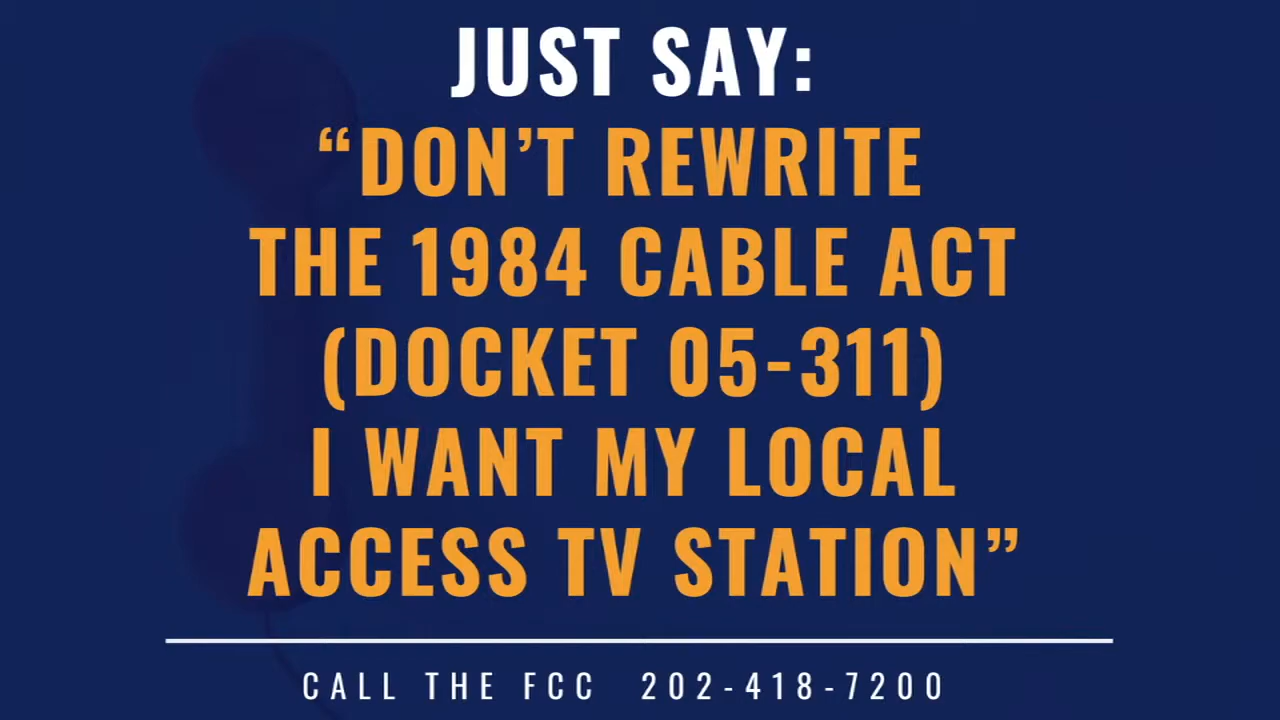 JUST SAY:
“DON’T REWRITE
THE 1984 CABLE ACT
(DOCKET 05-311)
I WANT MY LOCAL
ACCESS TV STATION”
CALL THE FCC 202-418-7200